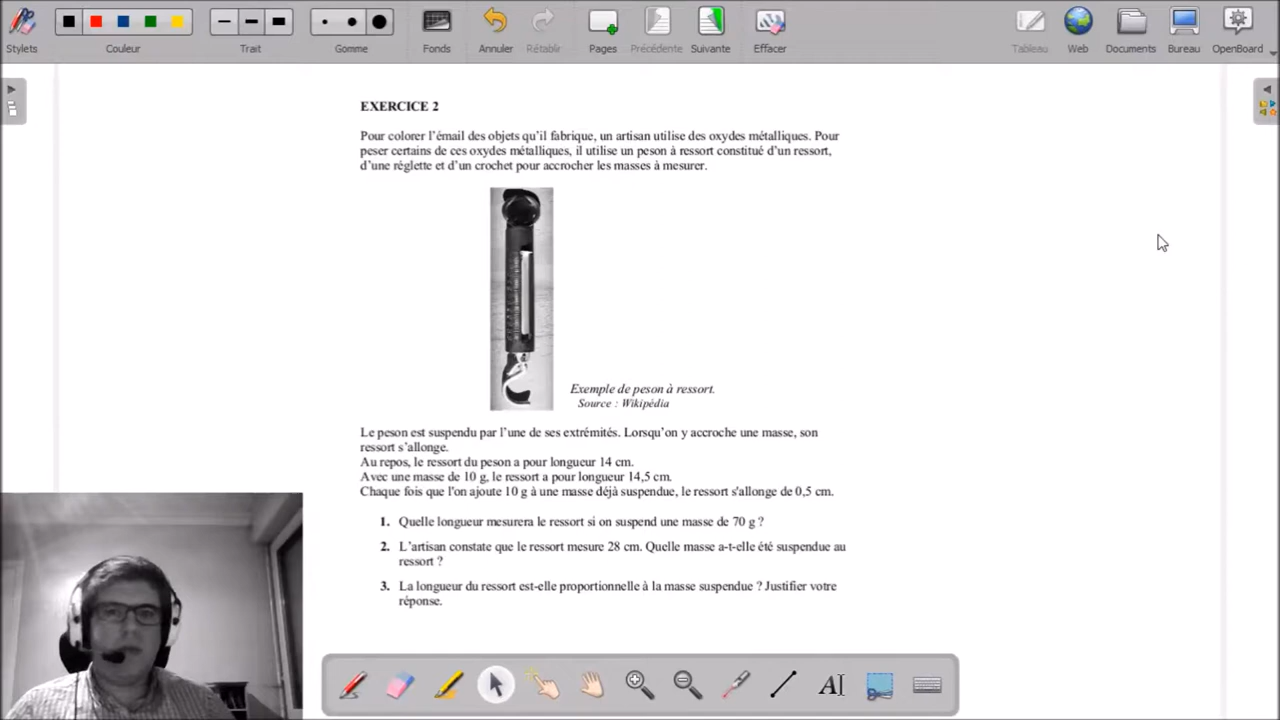 Stylets
Couleur
Trait
Gomme
Fonds
Annuler
Rétablir
Pages
Précédente
Suivante
Effacer
Tableau
Web
Documents
Bureau
OpenBoard
EXERCICE 2
Pour colorer l'émail des objets qu'il fabrique, un artisan utilise des oxydes métalliques. Pour
peser certains de ces oxydes métalliques, il utilise un peson à ressort constitué d'un ressort,
d'une réglette et d'un crochet pour accrocher les masses à mesurer.
Exemple de peson à ressort.
Source : Wikipédia
Le peson est suspendu par l'une de ses extrémités. Lorsqu'on y accroche une masse, son
ressort s'allonge.
Au repos, le ressort du peson a pour longueur 14 cm.
Avec une masse de 10 g, le ressort a pour longueur 14,5 cm.
Chaque fois que l'on ajoute 10 g à une masse déjà suspendue, le ressort s'allonge de 0,5 cm.
1. Quelle longueur mesurera le ressort si on suspend une masse de 70 g ?
2. L'artisan constate que le ressort mesure 28 cm. Quelle masse a-t-elle été suspendue au
ressort ?
3. La longueur du ressort est-elle proportionnelle à la masse suspendue ? Justifier votre
réponse.
AI